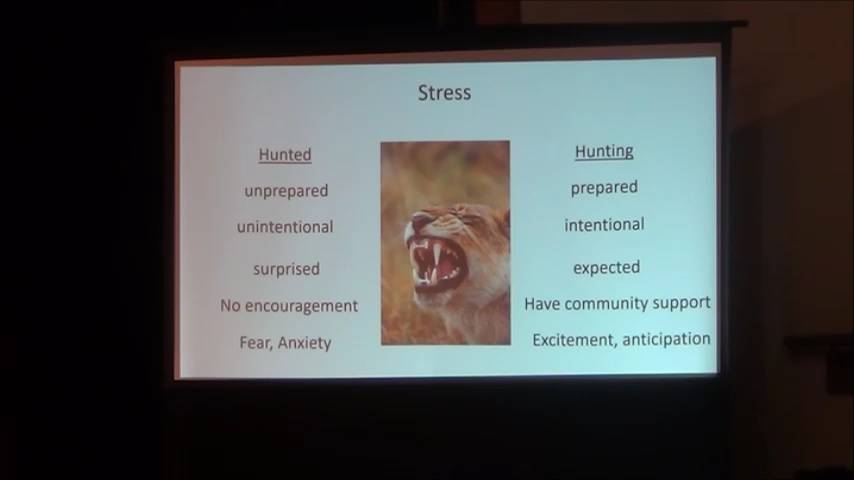 Stress
Hunted
unprepared
unintentional
surprised
No encouragement
Fear, Anxiety
Hunting
prepared
intentional
expected
Have community support
Excitement, anticipation